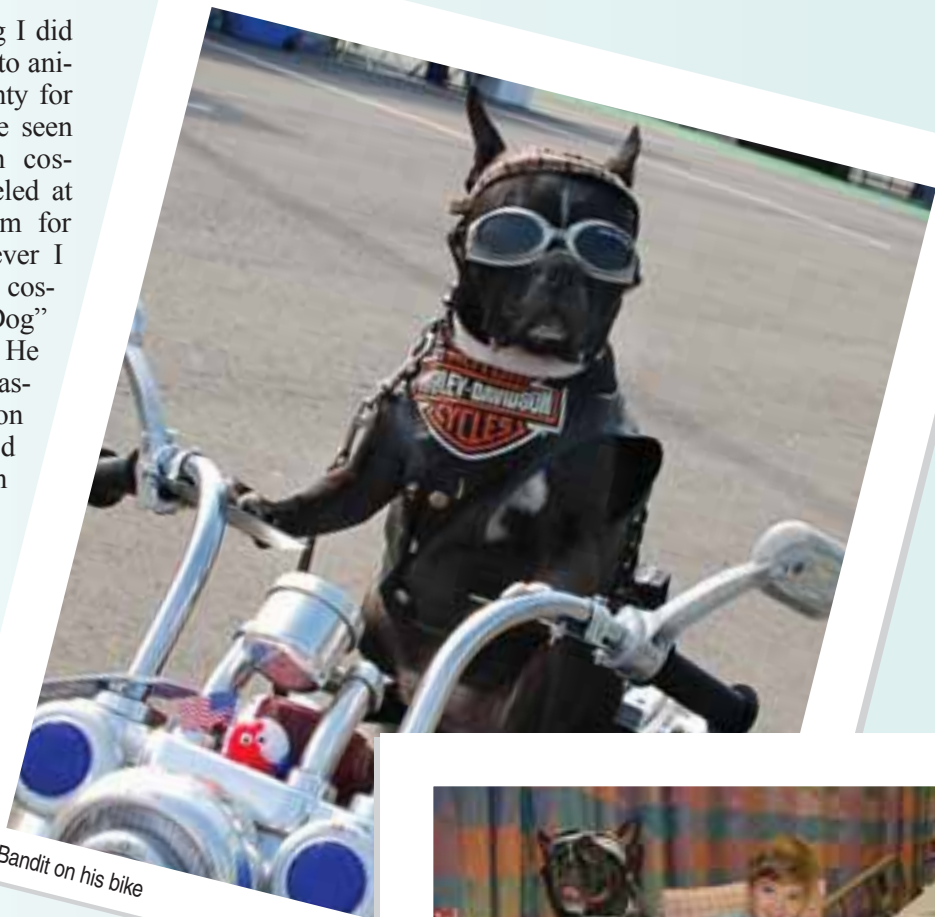 g I did
to ani-
nty for
e seen
n cos-
eled at
m for
ever I
cos-
Dog”
He
as-
on
d
n
HARLEY-DAVIDSON
CYCLES
Bandit on his bike